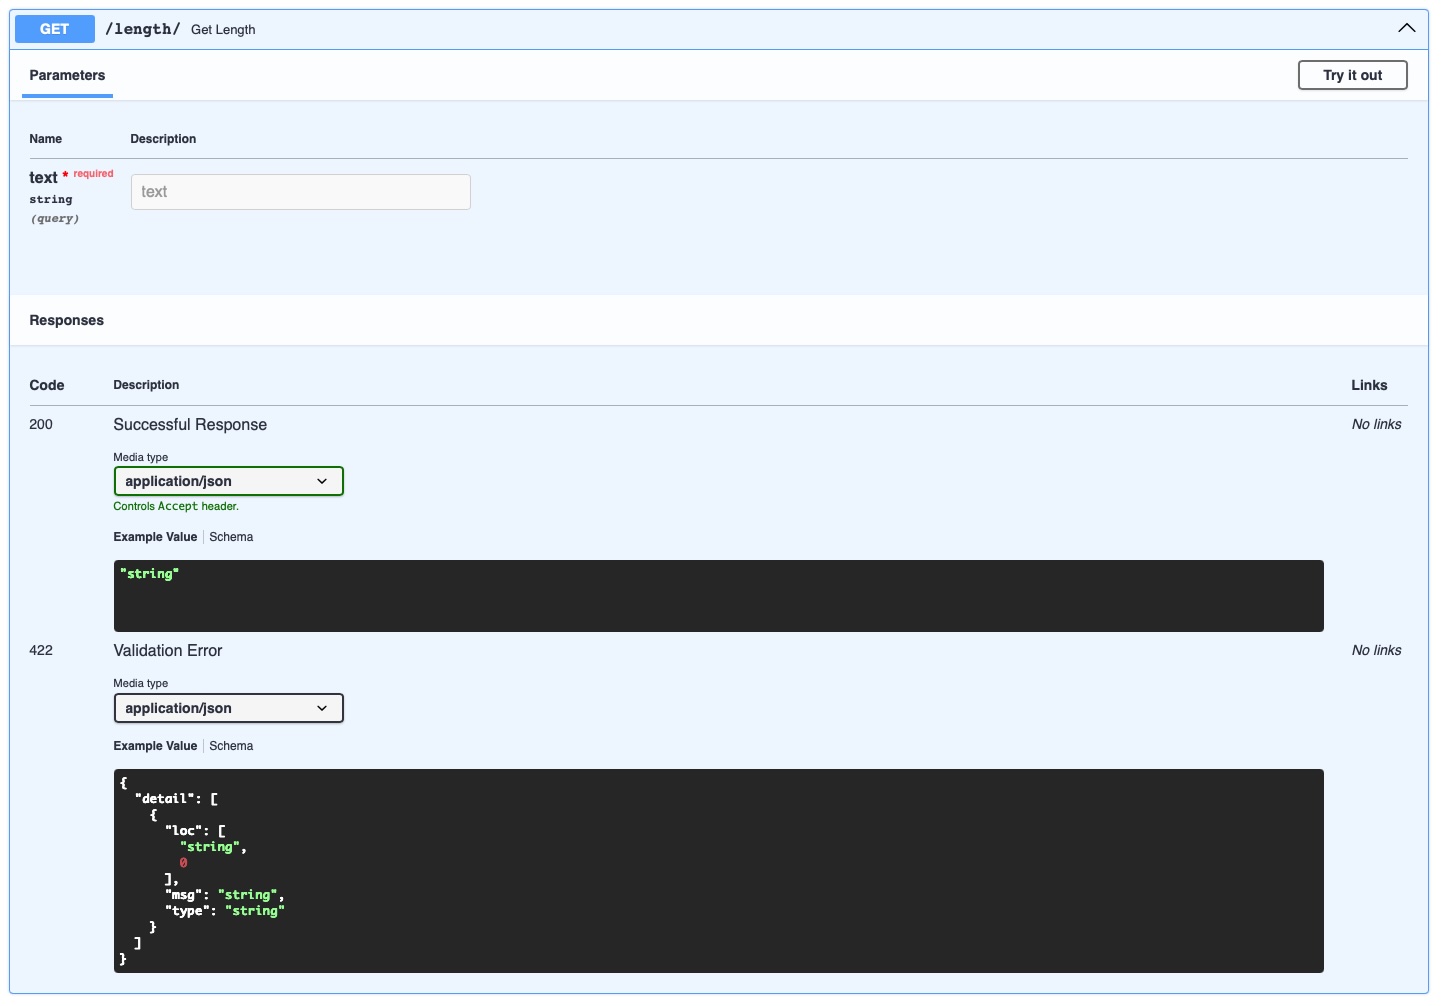 GET /length/ Get Length
Parameters Try it out
Name Description
text * required
string
(query)
text
Responses
Code Description Links
200 Successful Response No links
Media type
application/json
Controls Accept header.
Example Value Schema
"string"
422 Validation Error No links
Media type
application/json
Example Value Schema
{
"detail": [
{
"loc": [
"string",
0
],
"msg": "string",
"type": "string"
}
]
}